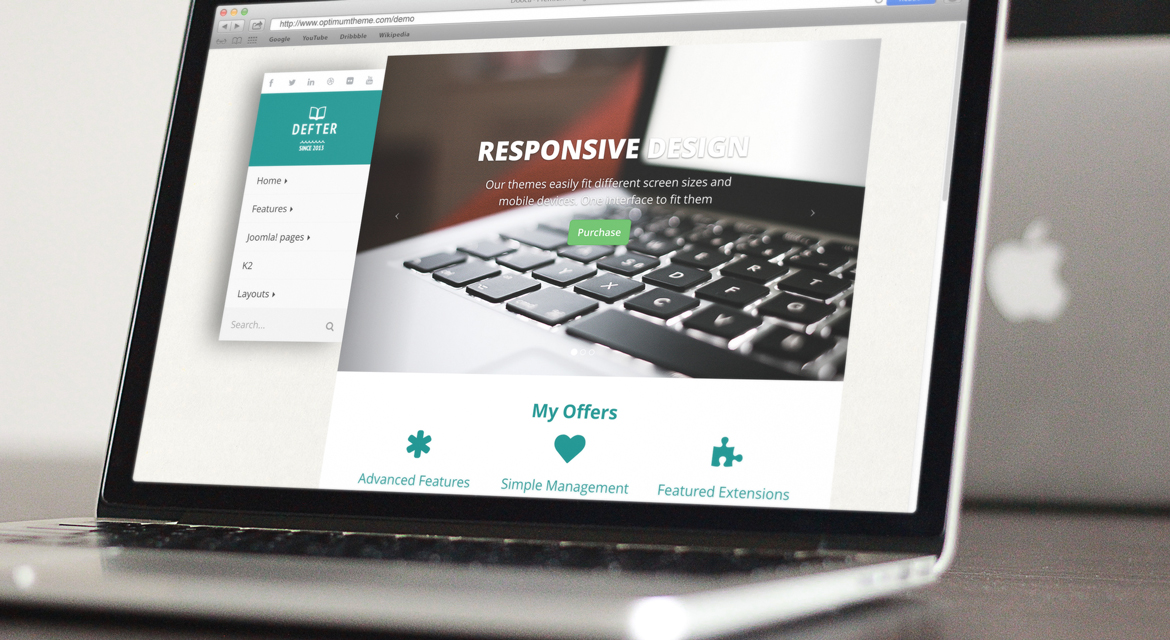 http://www.optimumtheme.com/demo
Google YouTube Dribbble Wikipedia
DEFTER
SINCE 2013
Home
Features
Joomla! pages
K2
Layouts
Search...
RESPONSIVE DESIGN
Our themes easily fit different screen sizes and
mobile devices. One interface to fit them
Purchase
My Offers
Advanced Features
Simple Management
Featured Extensions